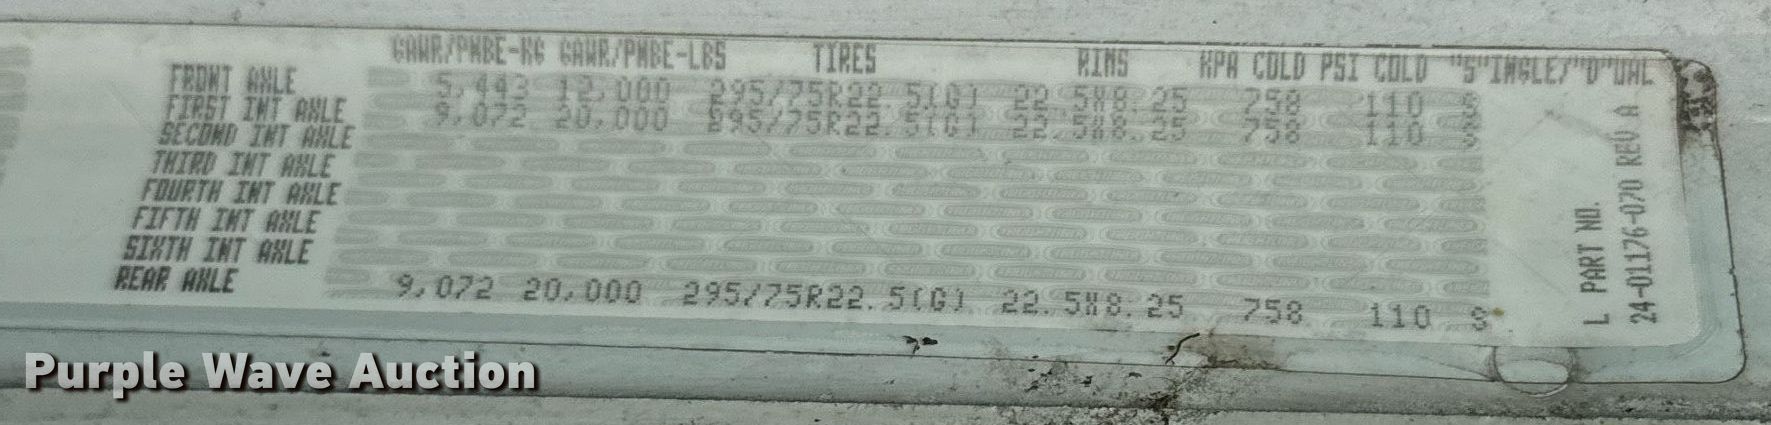 GAWR/PNBE-KG GAWR/PNBE-LBS TIRES RIMS KPA COLD PSI COLD "S"INGLE/"D"UAL
FRONT AXLE 5,443 12,000 295/75R22.5(G) 22.5X8.25 758 110 S
FIRST INT AXLE 9,072 20,000 295/75R22.5(G) 22.5X8.25 758 110 S
SECOND INT AXLE
THIRD INT AXLE
FOURTH INT AXLE
FIFTH INT AXLE
SIXTH INT AXLE
REAR AXLE 9,072 20,000 295/75R22.5(G) 22.5X8.25 758 110 S
L PART NO.
24-01176-070 REV A
Purple Wave Auction